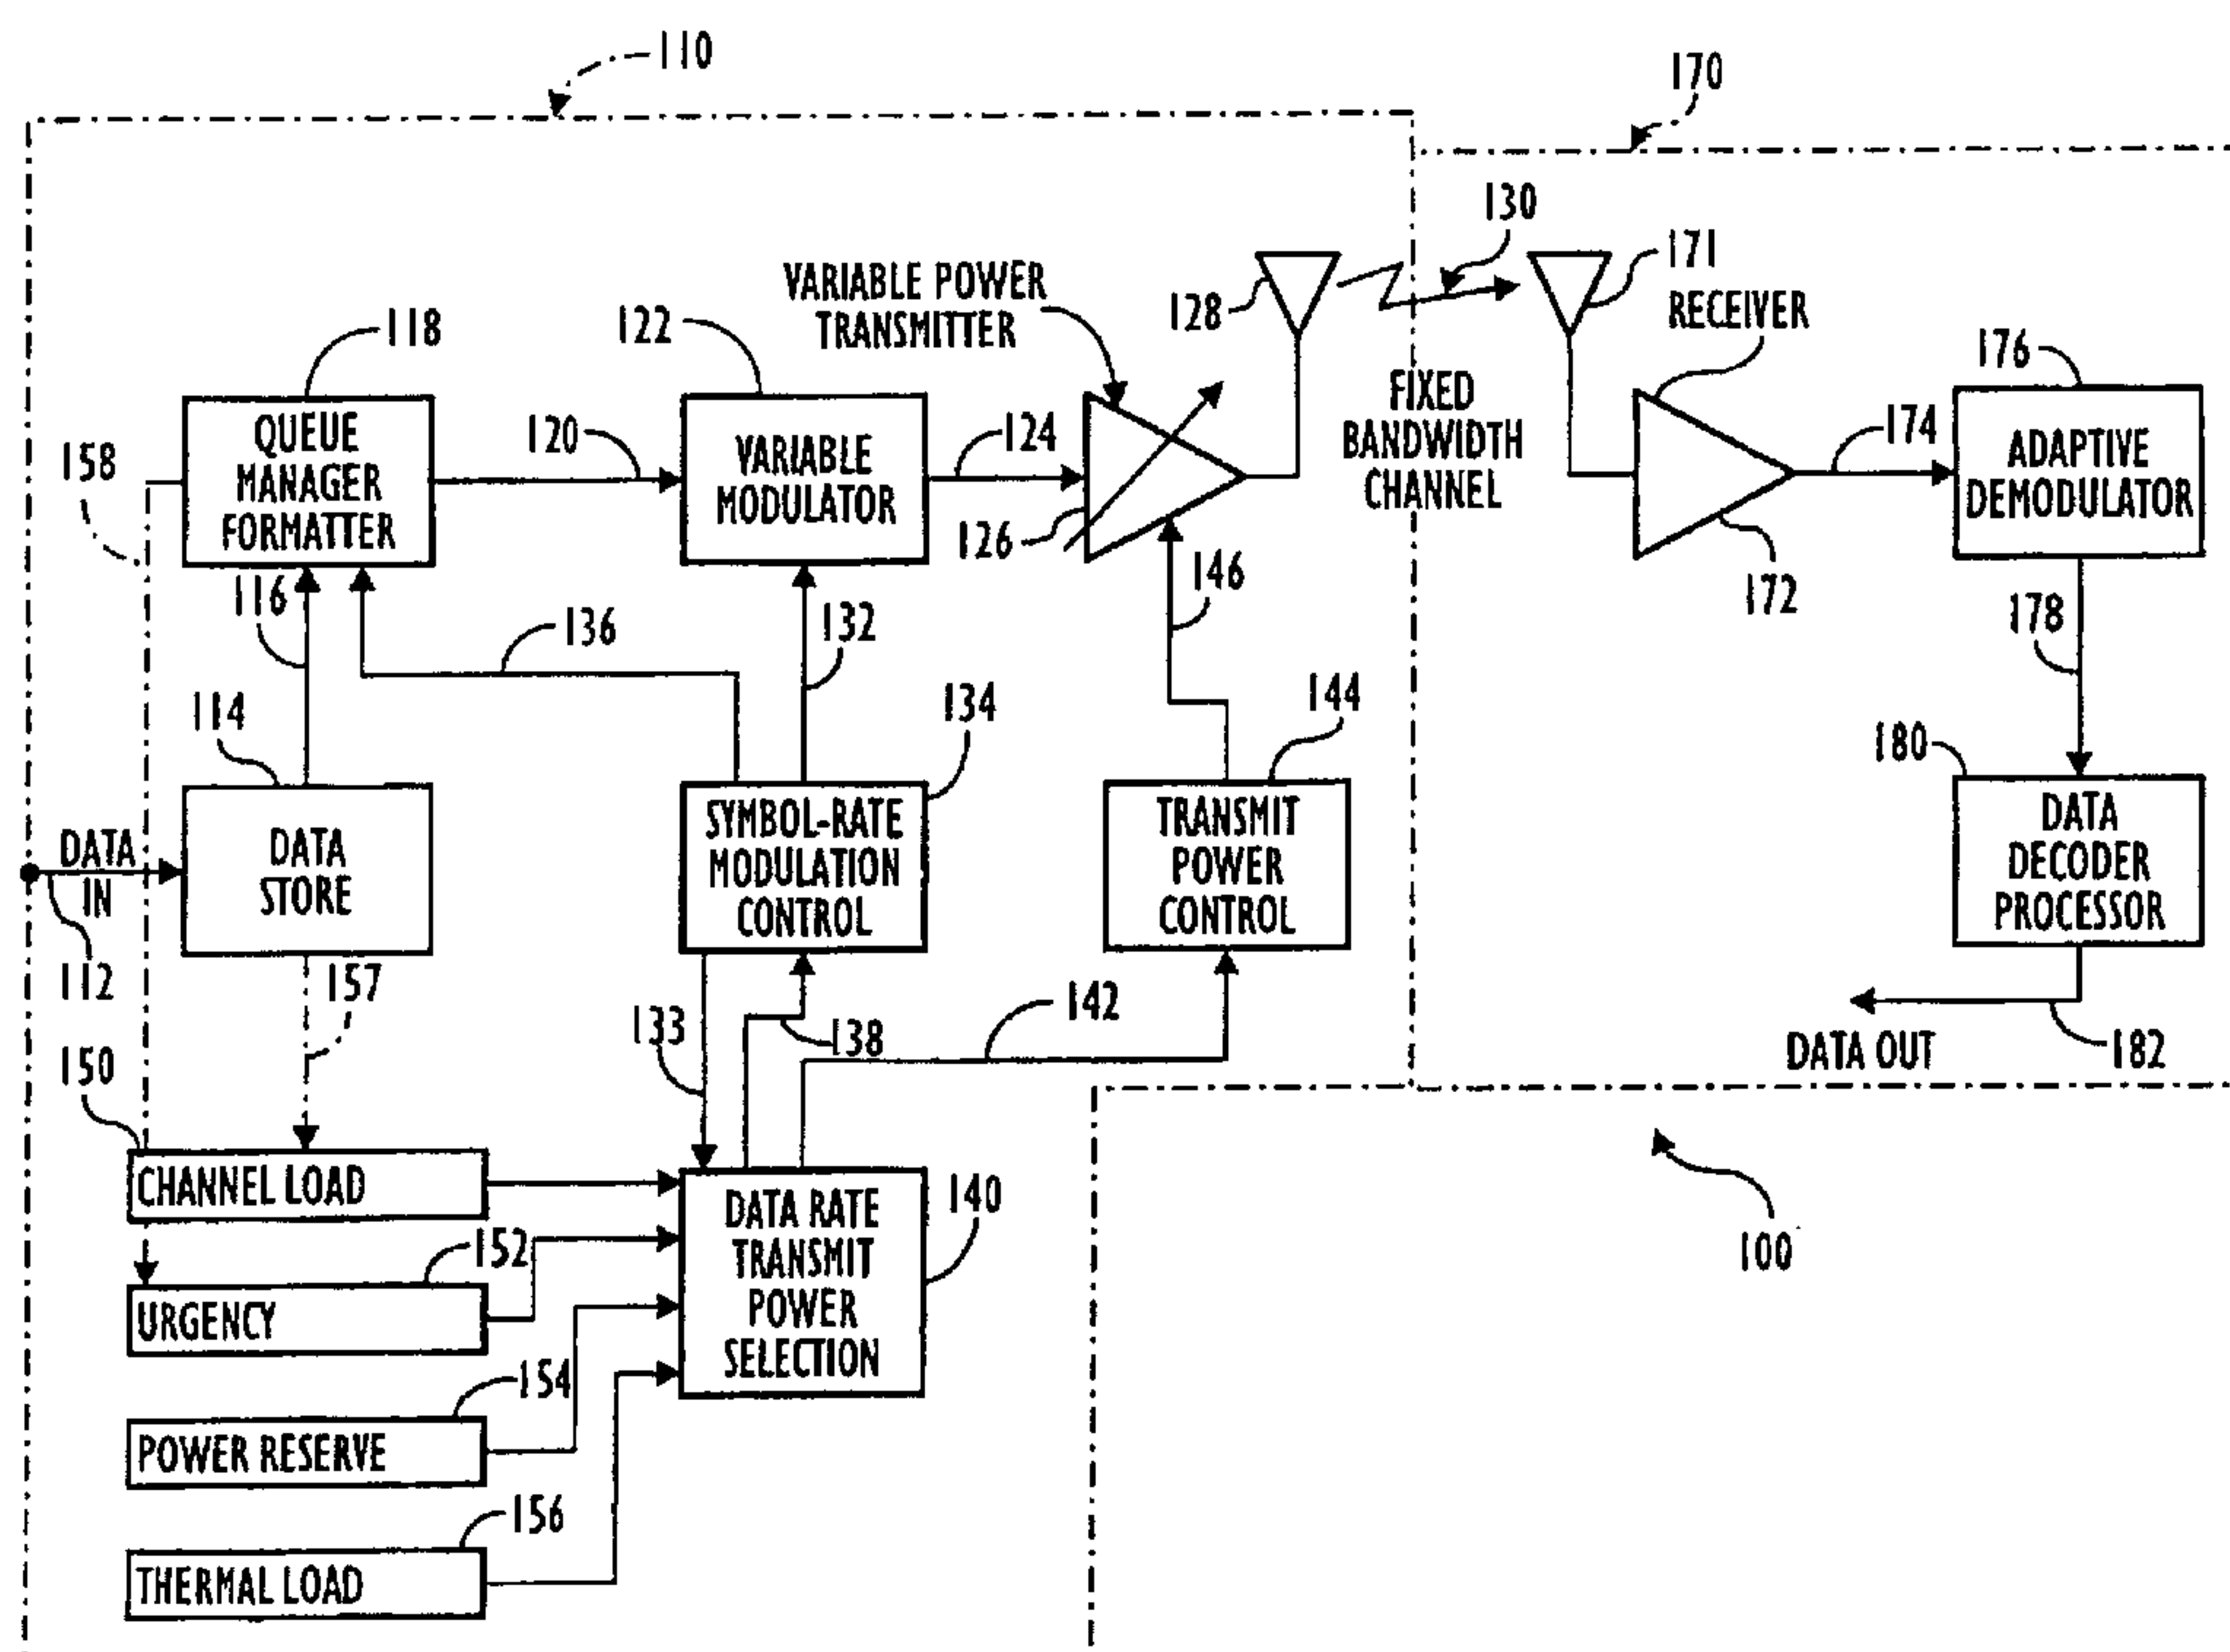 110
170
130
171
VARIABLE POWER
TRANSMITTER
128
RECEIVER
118
122
176
FIXED
BANDWIDTH
CHANNEL
158
QUEUE
MANAGER
FORMATTER
120
VARIABLE
MODULATOR
124
126
174
ADAPTIVE
DEMODULATOR
172
116
136
132
146
178
114
134
144
180
DATA
IN
112
DATA
STORE
SYMBOL-RATE
MODULATION
CONTROL
TRANSMIT
POWER
CONTROL
DATA
DECODER
PROCESSOR
157
133
138
142
DATA OUT
182
150
CHANNEL LOAD
152
URGENCY
154
POWER RESERVE
156
THERMAL LOAD
DATA RATE
TRANSMIT
POWER
SELECTION
140
100